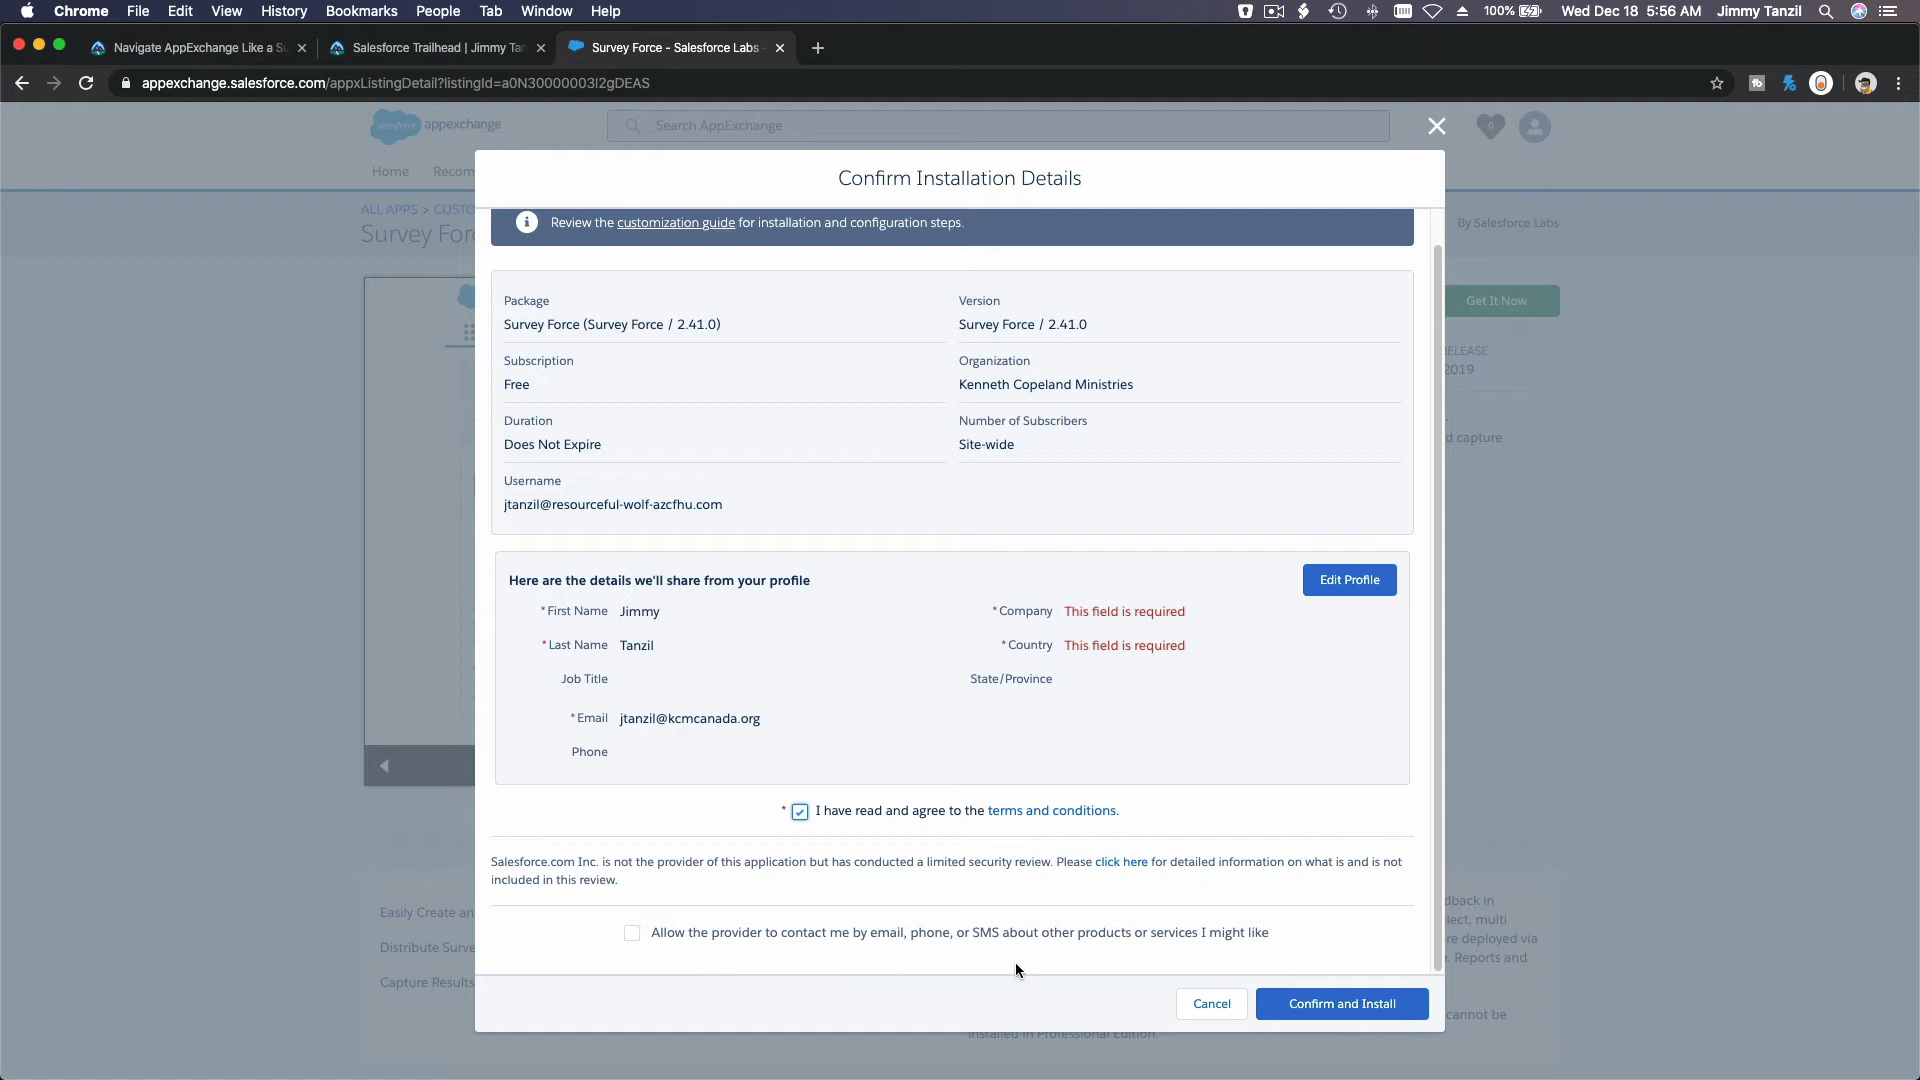 Chrome File Edit View History Bookmarks People Tab Window Help 100% Wed Dec 18 5:56 AM Jimmy Tanzil
Navigate AppExchange Like a Su Salesforce Trailhead | Jimmy Tan Survey Force - Salesforce Labs -
appexchange.salesforce.com/appxListingDetail?listingId=a0N30000003I2gDEAS
salesforce appexchange Search AppExchange 0
Home Recom
ALL APPS > CUSTO
Survey For
By Salesforce Labs
Confirm Installation Details
Review the customization guide for installation and configuration steps.
Package Version
Survey Force (Survey Force / 2.41.0) Survey Force / 2.41.0
Get It Now
Subscription Organization
ELEASE
2019
Free Kenneth Copeland Ministries
Duration Number of Subscribers
d capture
Does Not Expire Site-wide
Username
jtanzil@resourceful-wolf-azcfhu.com
Here are the details we'll share from your profile Edit Profile
*First Name Jimmy *Company This field is required
*Last Name Tanzil *Country This field is required
Job Title State/Province
*Email jtanzil@kcmcanada.org
Phone
* I have read and agree to the terms and conditions.
Salesforce.com Inc. is not the provider of this application but has conducted a limited security review. Please click here for detailed information on what is and is not
included in this review.
Easily Create an
dback in
lect, multi
Allow the provider to contact me by email, phone, or SMS about other products or services I might like
re deployed via
Distribute Surve
. Reports and
Capture Results
Cancel Confirm and Install
cannot be
installed in Professional Edition.